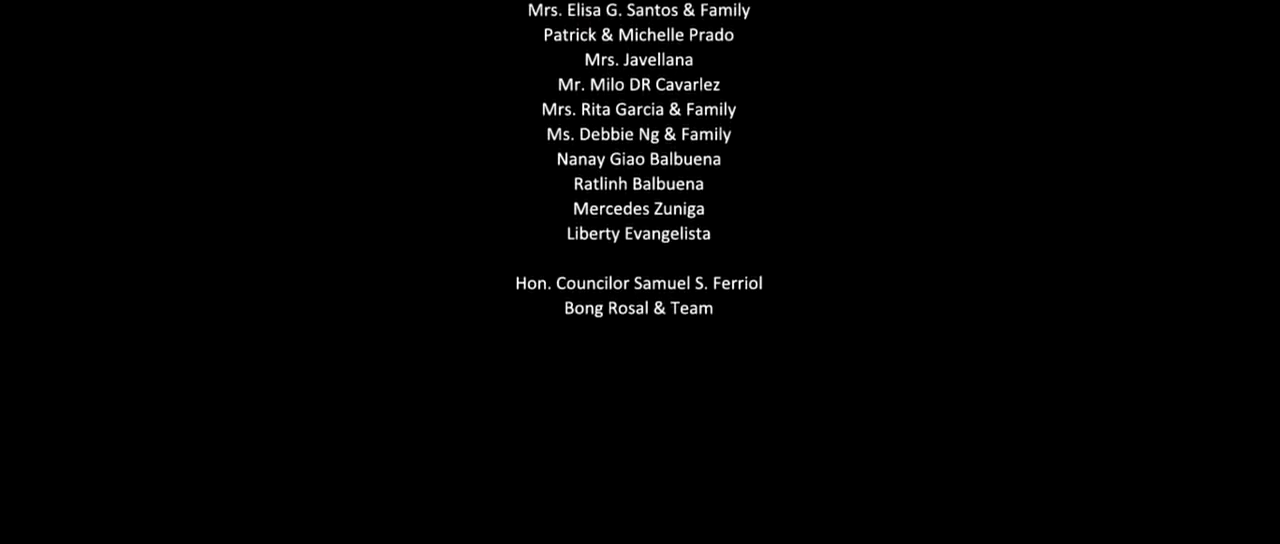 Mrs. Elisa G. Santos & Family
Patrick & Michelle Prado
Mrs. Javellana
Mr. Milo DR Cavarlez
Mrs. Rita Garcia & Family
Ms. Debbie Ng & Family
Nanay Giao Balbuena
Ratlinh Balbuena
Mercedes Zuniga
Liberty Evangelista
Hon. Councilor Samuel S. Ferriol
Bong Rosal & Team